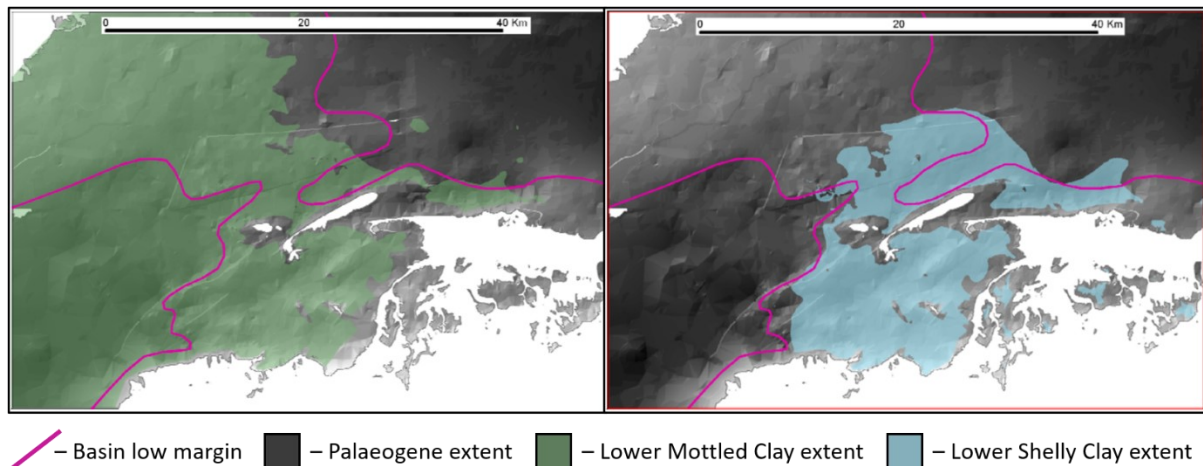 0 20 40 Km
0 20 40 Km
– Basin low margin – Palaeogene extent – Lower Mottled Clay extent – Lower Shelly Clay extent